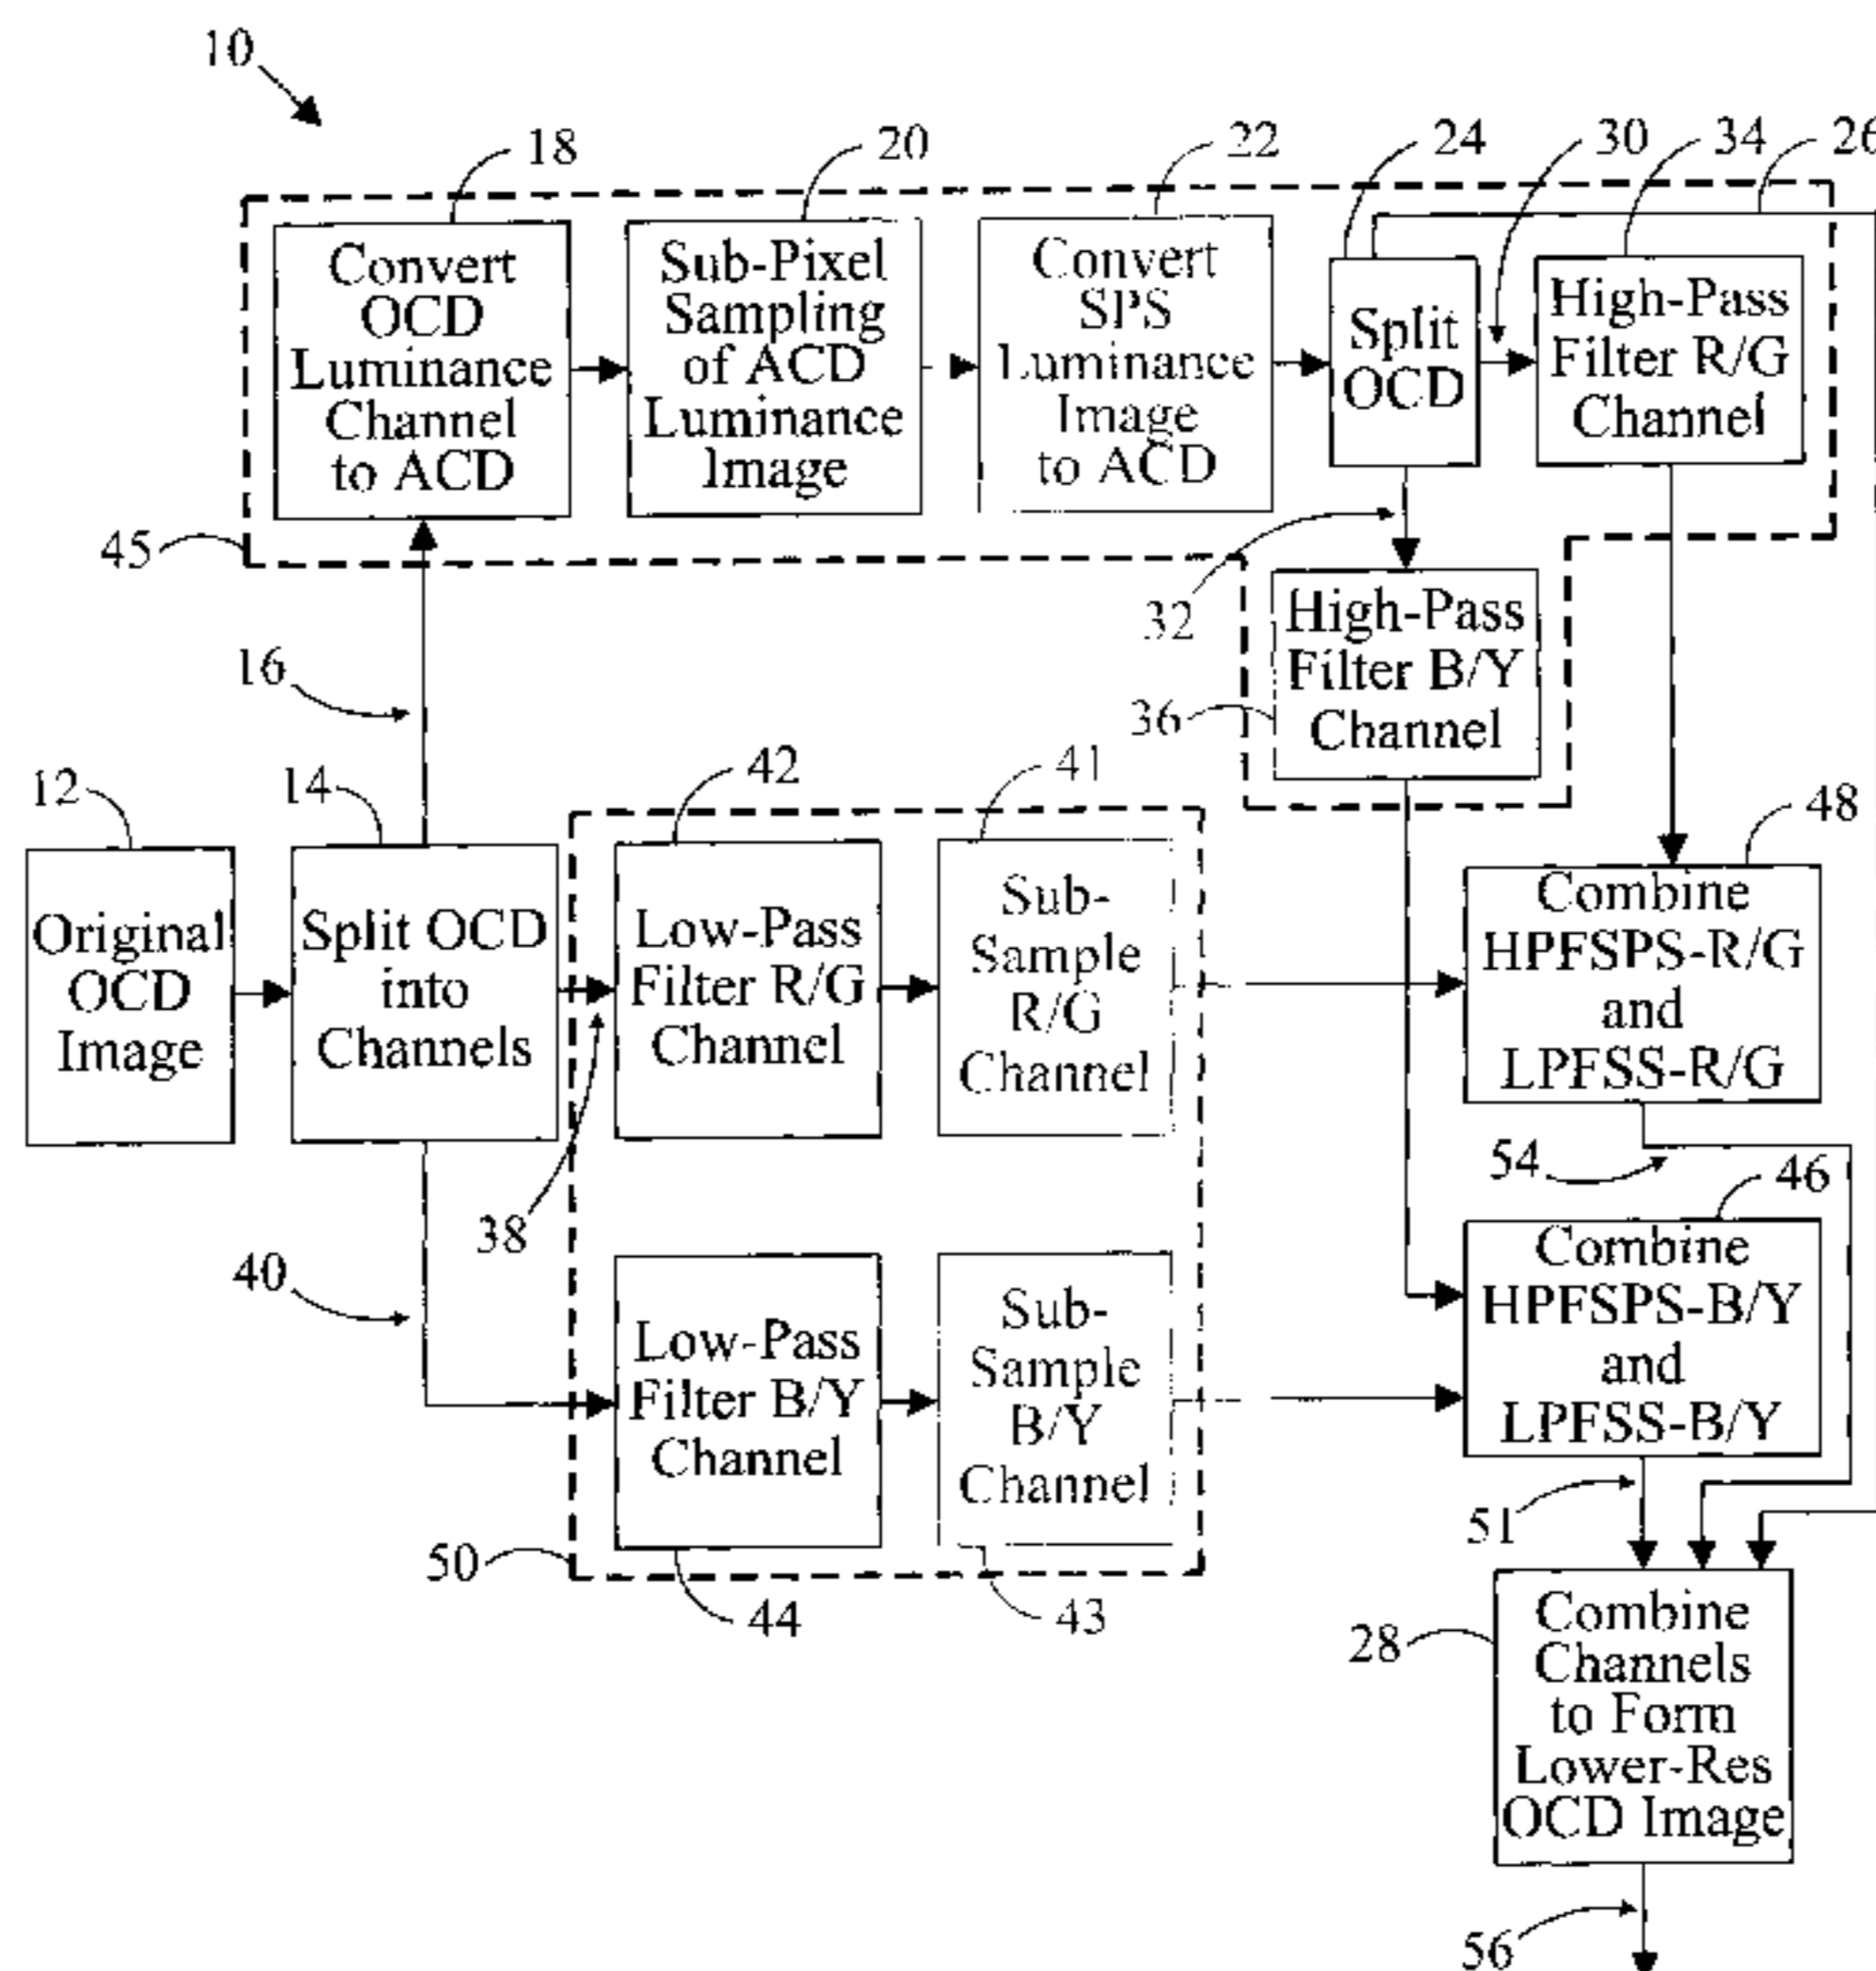 10
18
20
22
24
30
34
26
Convert
OCD
Luminance
Channel
to ACD
Sub-Pixel
Sampling
of ACD
Luminance
Image
Convert
SPS
Luminance
Image
to ACD
Split
OCD
High-Pass
Filter R/G
Channel
45
32
High-Pass
Filter B/Y
Channel
36
16
12
14
42
41
48
Original
OCD
Image
Split OCD
into
Channels
Low-Pass
Filter R/G
Channel
Sub-
Sample
R/G
Channel
Combine
HPFSPS-R/G
and
LPFSS-R/G
38
40
54
46
Low-Pass
Filter B/Y
Channel
Sub-
Sample
B/Y
Channel
Combine
HPFSPS-B/Y
and
LPFSS-B/Y
50
44
43
51
28
Combine
Channels
to Form
Lower-Res
OCD Image
56